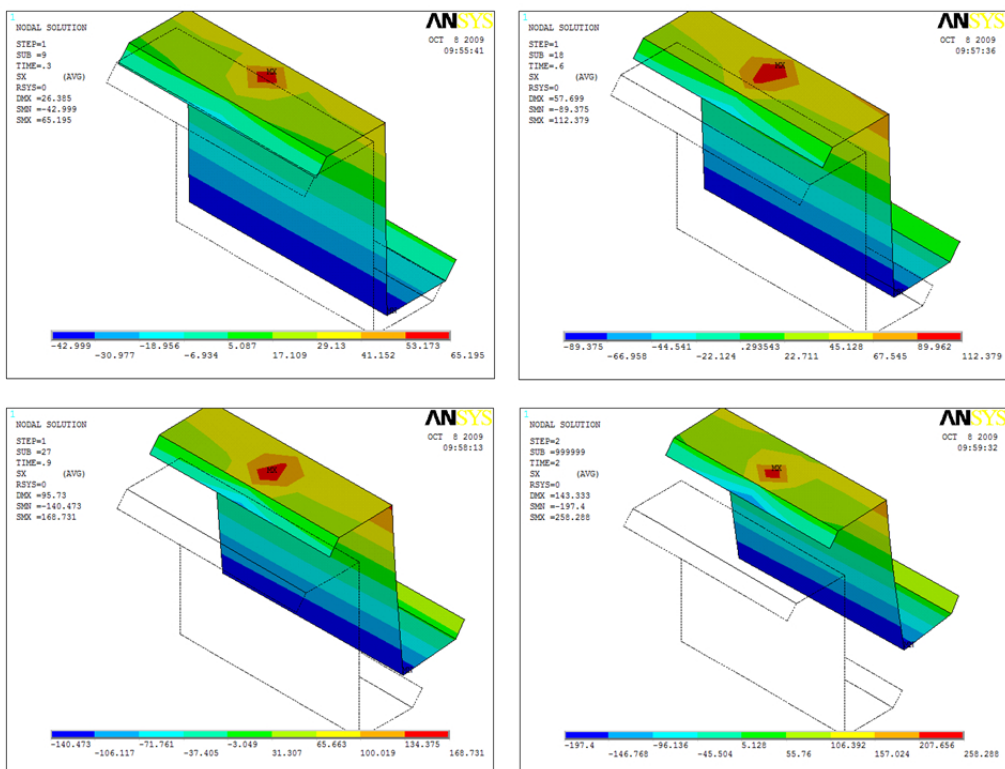 1
NODAL SOLUTION
STEP=1
SUB =9
TIME=.3
SX (AVG)
RSYS=0
DMX =26.385
SMN =-42.999
SMX =65.195
ANSYS
OCT 8 2009
09:55:41
MX
-42.999 -18.956 5.087 29.13 53.173
-30.977 -6.934 17.109 41.152 65.195
1
NODAL SOLUTION
STEP=1
SUB =18
TIME=.6
SX (AVG)
RSYS=0
DMX =57.699
SMN =-89.375
SMX =112.379
ANSYS
OCT 8 2009
09:57:36
MX
-89.375 -44.541 .293543 45.128 89.962
-66.958 -22.124 22.711 67.545 112.379
1
NODAL SOLUTION
STEP=1
SUB =27
TIME=.9
SX (AVG)
RSYS=0
DMX =95.73
SMN =-140.473
SMX =168.731
ANSYS
OCT 8 2009
09:58:13
MX
-140.473 -71.761 -3.049 65.663 134.375
-106.117 -37.405 31.307 100.019 168.731
1
NODAL SOLUTION
STEP=2
SUB =999999
TIME=2
SX (AVG)
RSYS=0
DMX =143.333
SMN =-197.4
SMX =258.288
ANSYS
OCT 8 2009
09:59:32
MX
-197.4 -96.136 5.128 106.392 207.656
-146.768 -45.504 55.76 157.024 258.288